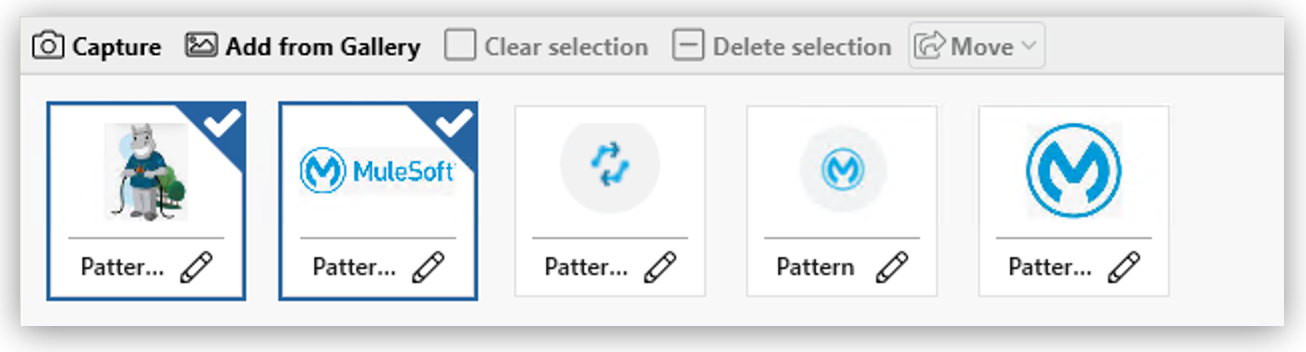 Capture Add from Gallery Clear selection Delete selection Move
MuleSoft
Patter... Patter... Patter... Pattern Patter...